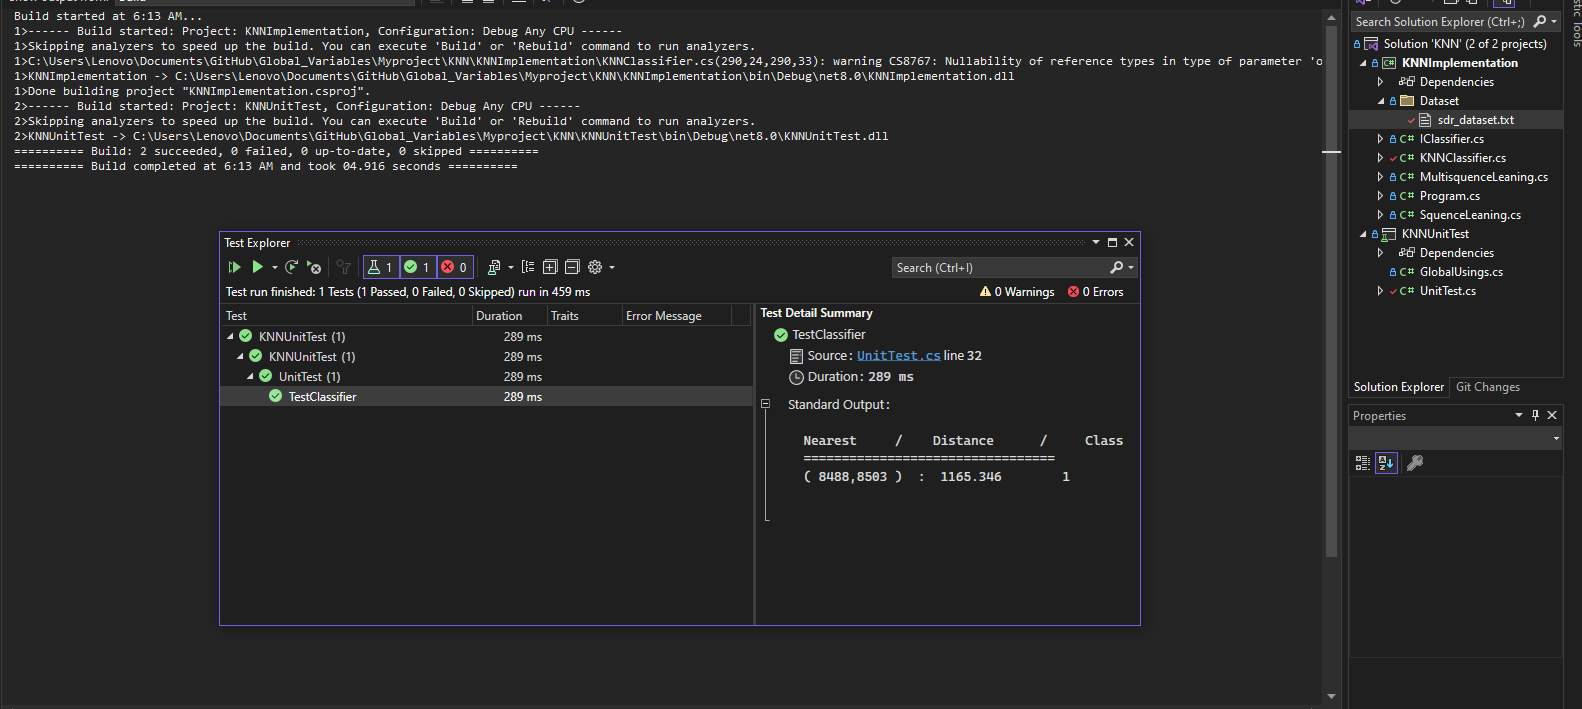 Build started at 6:13 AM...
1>------ Build started: Project: KNNImplementation, Configuration: Debug Any CPU ------
1>Skipping analyzers to speed up the build. You can execute 'Build' or 'Rebuild' command to run analyzers.
1>C:\Users\Lenovo\Documents\GitHub\Global_Variables\Myproject\KNN\KNNImplementation\KNNClassifier.cs(290,24,290,33): warning CS8767: Nullability of reference types in type of parameter 'o
1>KNNImplementation -> C:\Users\Lenovo\Documents\GitHub\Global_Variables\Myproject\KNN\KNNImplementation\bin\Debug\net8.0\KNNImplementation.dll
1>Done building project "KNNImplementation.csproj".
2>------ Build started: Project: KNNUnitTest, Configuration: Debug Any CPU ------
2>Skipping analyzers to speed up the build. You can execute 'Build' or 'Rebuild' command to run analyzers.
2>KNNUnitTest -> C:\Users\Lenovo\Documents\GitHub\Global_Variables\Myproject\KNN\KNNUnitTest\bin\Debug\net8.0\KNNUnitTest.dll
========== Build: 2 succeeded, 0 failed, 0 up-to-date, 0 skipped ==========
========== Build completed at 6:13 AM and took 04.916 seconds ==========
Test Explorer
1 1 0
Search (Ctrl+I)
Test run finished: 1 Tests (1 Passed, 0 Failed, 0 Skipped) run in 459 ms
0 Warnings 0 Errors
Test Duration Traits Error Message
KNNUnitTest (1) 289 ms
KNNUnitTest (1) 289 ms
UnitTest (1) 289 ms
TestClassifier 289 ms
Test Detail Summary
TestClassifier
Source: UnitTest.cs line 32
Duration: 289 ms
Standard Output:
Nearest / Distance / Class
=================================
( 8488,8503 ) : 1165.346 1
Search Solution Explorer (Ctrl+;)
Solution 'KNN' (2 of 2 projects)
C# KNNImplementation
Dependencies
Dataset
sdr_dataset.txt
C# IClassifier.cs
C# KNNClassifier.cs
C# MultisquenceLeaning.cs
C# Program.cs
C# SquenceLeaning.cs
KNNUnitTest
Dependencies
C# GlobalUsings.cs
C# UnitTest.cs
Solution Explorer Git Changes
Properties
Tools